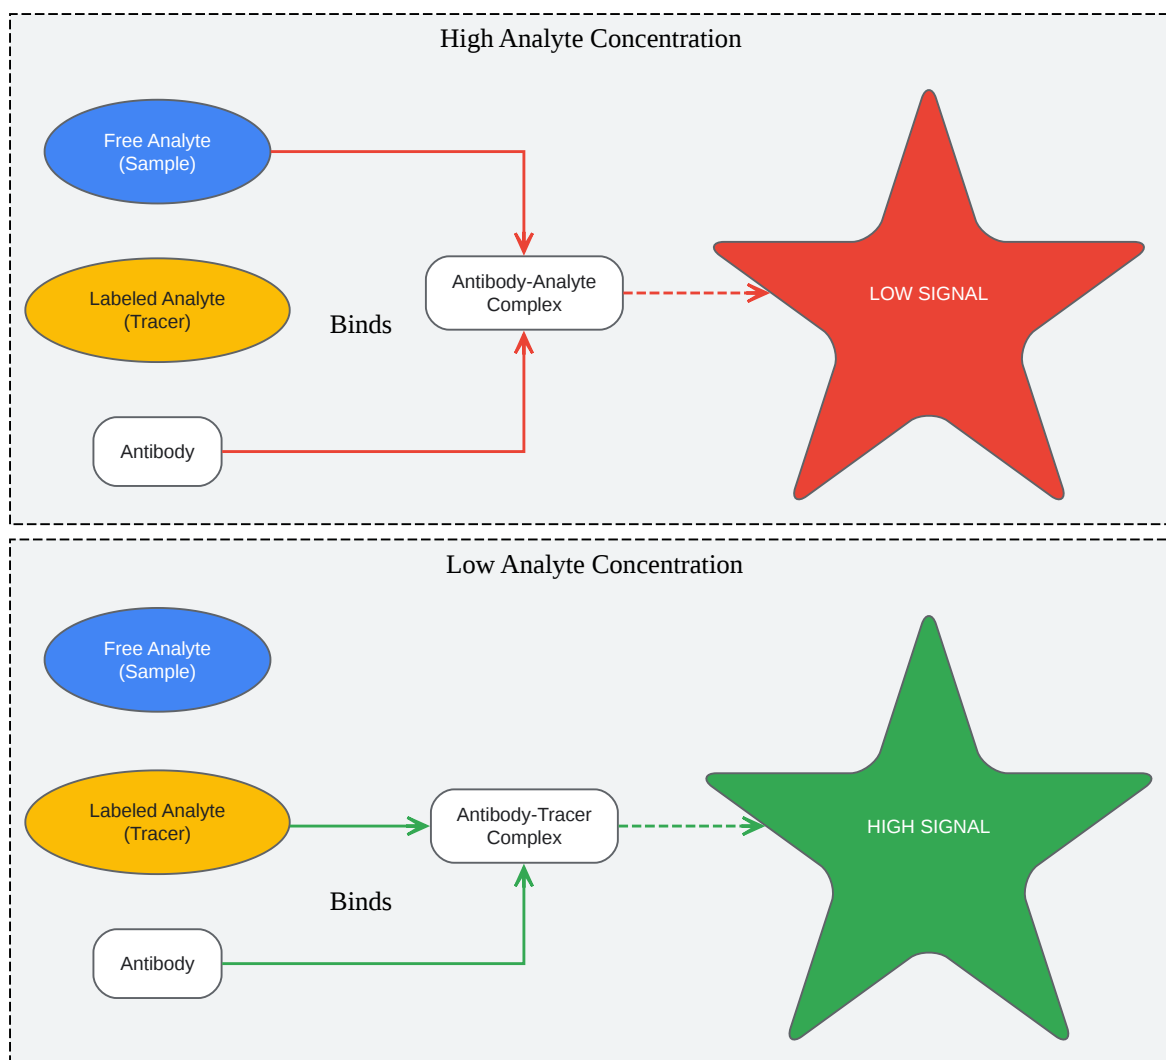 High Analyte Concentration
Free Analyte
(Sample)
Labeled Analyte
(Tracer)
Binds
Antibody-Analyte
Complex
LOW SIGNAL
Antibody
Low Analyte Concentration
Free Analyte
(Sample)
Labeled Analyte
(Tracer)
Antibody-Tracer
Complex
HIGH SIGNAL
Binds
Antibody